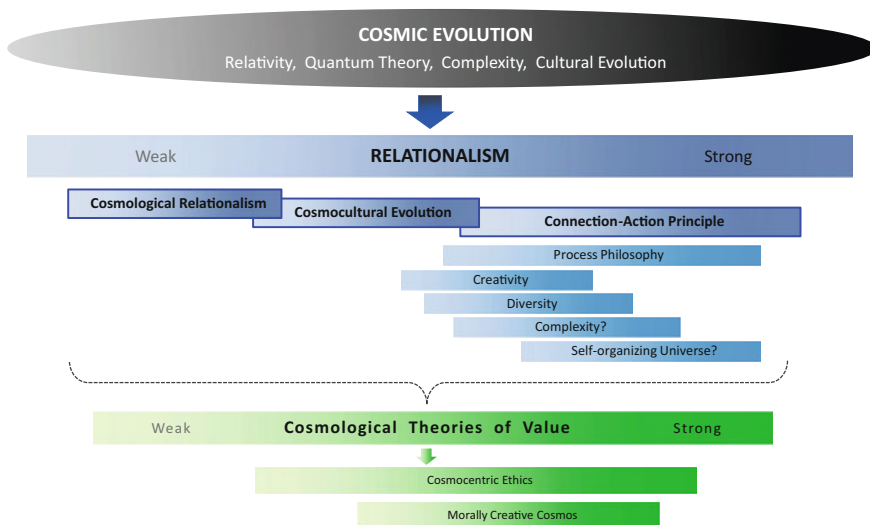 COSMIC EVOLUTION
Relativity, Quantum Theory, Complexity, Cultural Evolution
Weak RELATIONALISM Strong
Cosmological Relationalism
Cosmocultural Evolution
Connection-Action Principle
Process Philosophy
Creativity
Diversity
Complexity?
Self-organizing Universe?
Weak Cosmological Theories of Value Strong
Cosmocentric Ethics
Morally Creative Cosmos